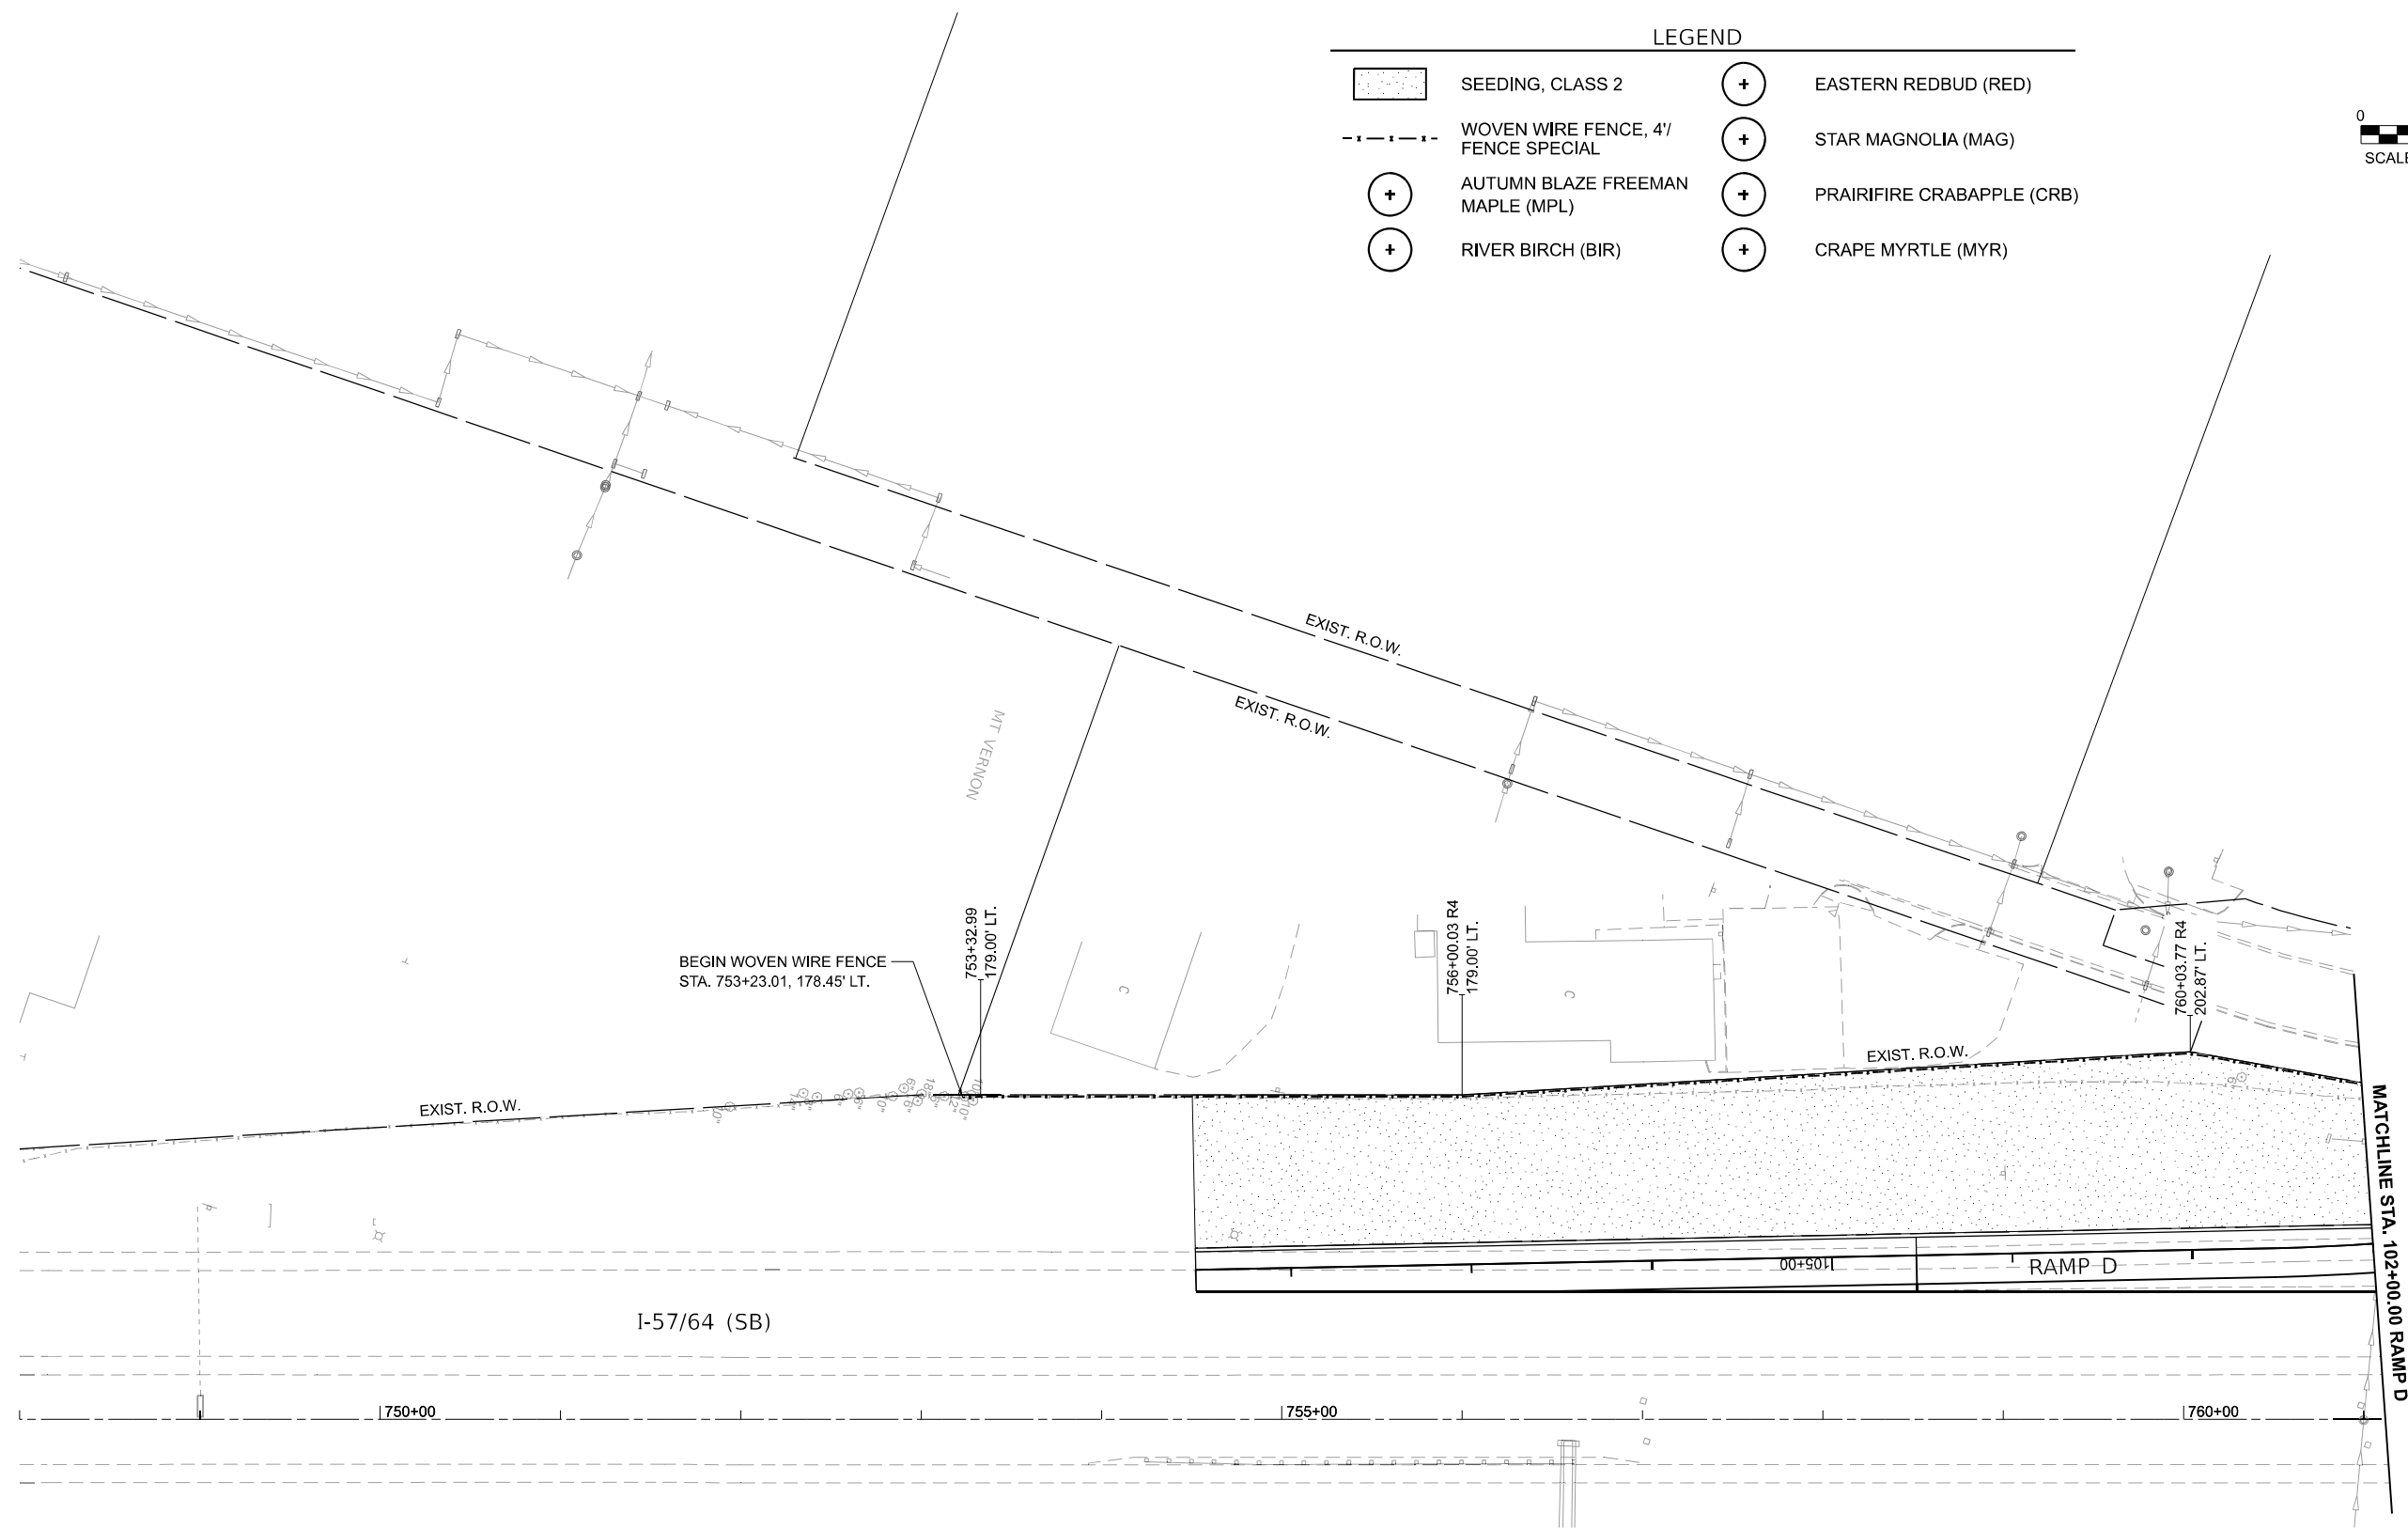 LEGEND
SEEDING, CLASS 2
WOVEN WIRE FENCE, 4'/
FENCE SPECIAL
AUTUMN BLAZE FREEMAN
MAPLE (MPL)
RIVER BIRCH (BIR)
EASTERN REDBUD (RED)
STAR MAGNOLIA (MAG)
PRAIRIFIRE CRABAPPLE (CRB)
CRAPE MYRTLE (MYR)
0
SCALE
EXIST. R.O.W.
EXIST. R.O.W.
MT VERNON
BEGIN WOVEN WIRE FENCE
STA. 753+23.01, 178.45' LT.
753+32.99
179.00' LT.
756+00.03 R4
179.00' LT.
760+03.77 R4
202.87' LT.
C
C
EXIST. R.O.W.
EXIST. R.O.W.
105+00
RAMP D
I-57/64 (SB)
750+00
755+00
760+00
MATCHLINE STA. 102+00.00 RAMP D